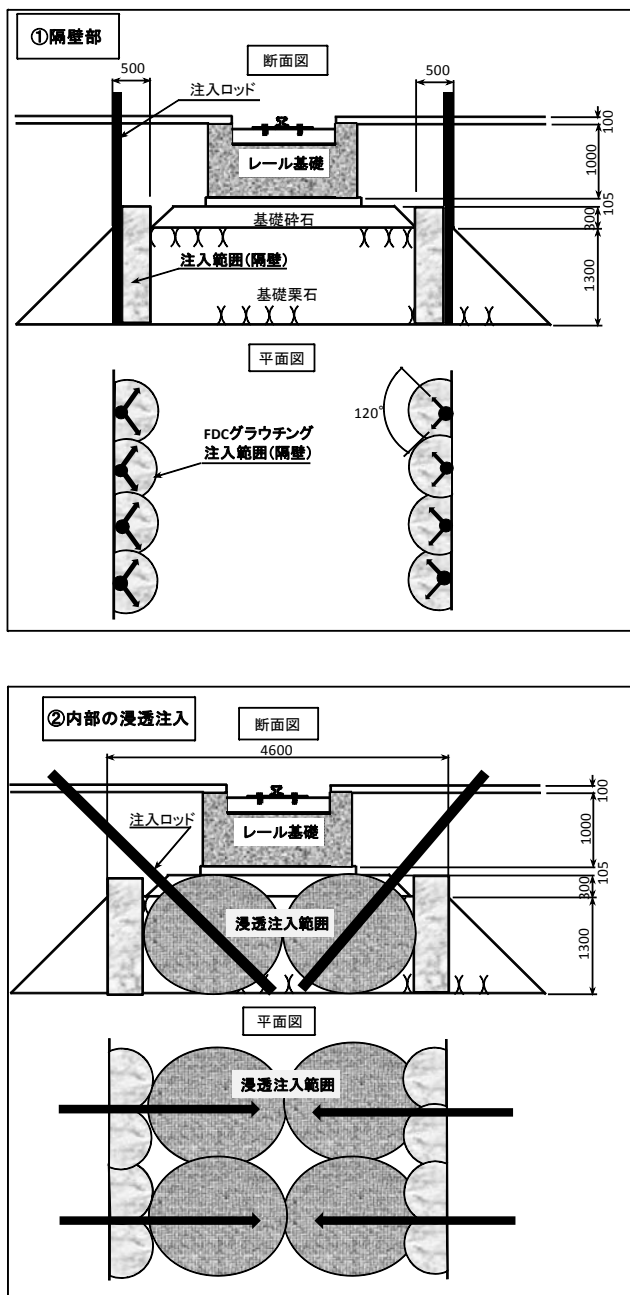 ①隔壁部
断面図
500
注入ロッド
500
レール基礎
基礎砕石
注入範囲(隔壁)
基礎栗石
100
1000
105
300
1300
平面図
120°
FDCグラウチング
注入範囲(隔壁)
②内部の浸透注入
断面図
4600
注入ロッド
レール基礎
浸透注入範囲
100
1000
105
300
1300
平面図
浸透注入範囲